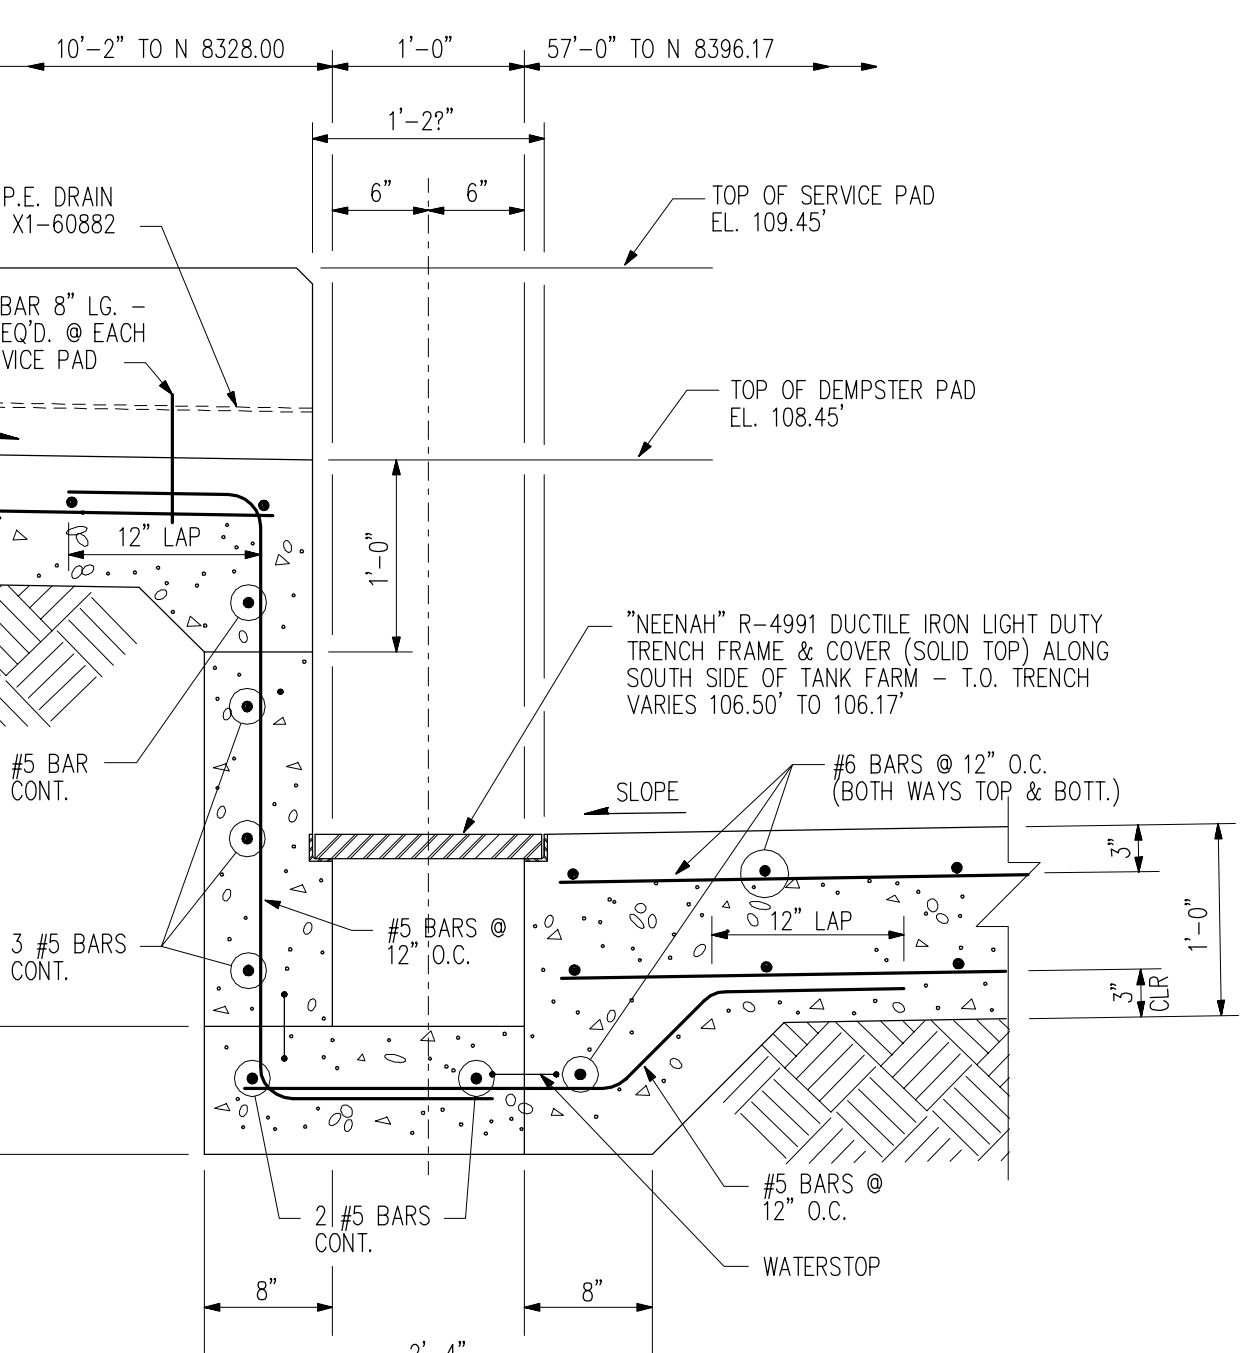 10'-2" TO N 8328.00
1'-0"
57'-0" TO N 8396.17
1'-2?"
6"
6"
P.E. DRAIN
X1-60882
TOP OF SERVICE PAD
EL. 109.45'
BAR 8" LG. -
EQ'D. @ EACH
VICE PAD
TOP OF DEMPSTER PAD
EL. 108.45'
12" LAP
1'-0"
"NEENAH" R-4991 DUCTILE IRON LIGHT DUTY
TRENCH FRAME & COVER (SOLID TOP) ALONG
SOUTH SIDE OF TANK FARM - T.O. TRENCH
VARIES 106.50' TO 106.17'
#5 BAR
CONT.
SLOPE
#6 BARS @ 12" O.C.
(BOTH WAYS TOP & BOTT.)
3"
12" LAP
1'-0"
3 #5 BARS
CONT.
#5 BARS @
12" O.C.
3"
CLR
#5 BARS @
12" O.C.
2 #5 BARS
CONT.
WATERSTOP
8"
8"
2'-4"